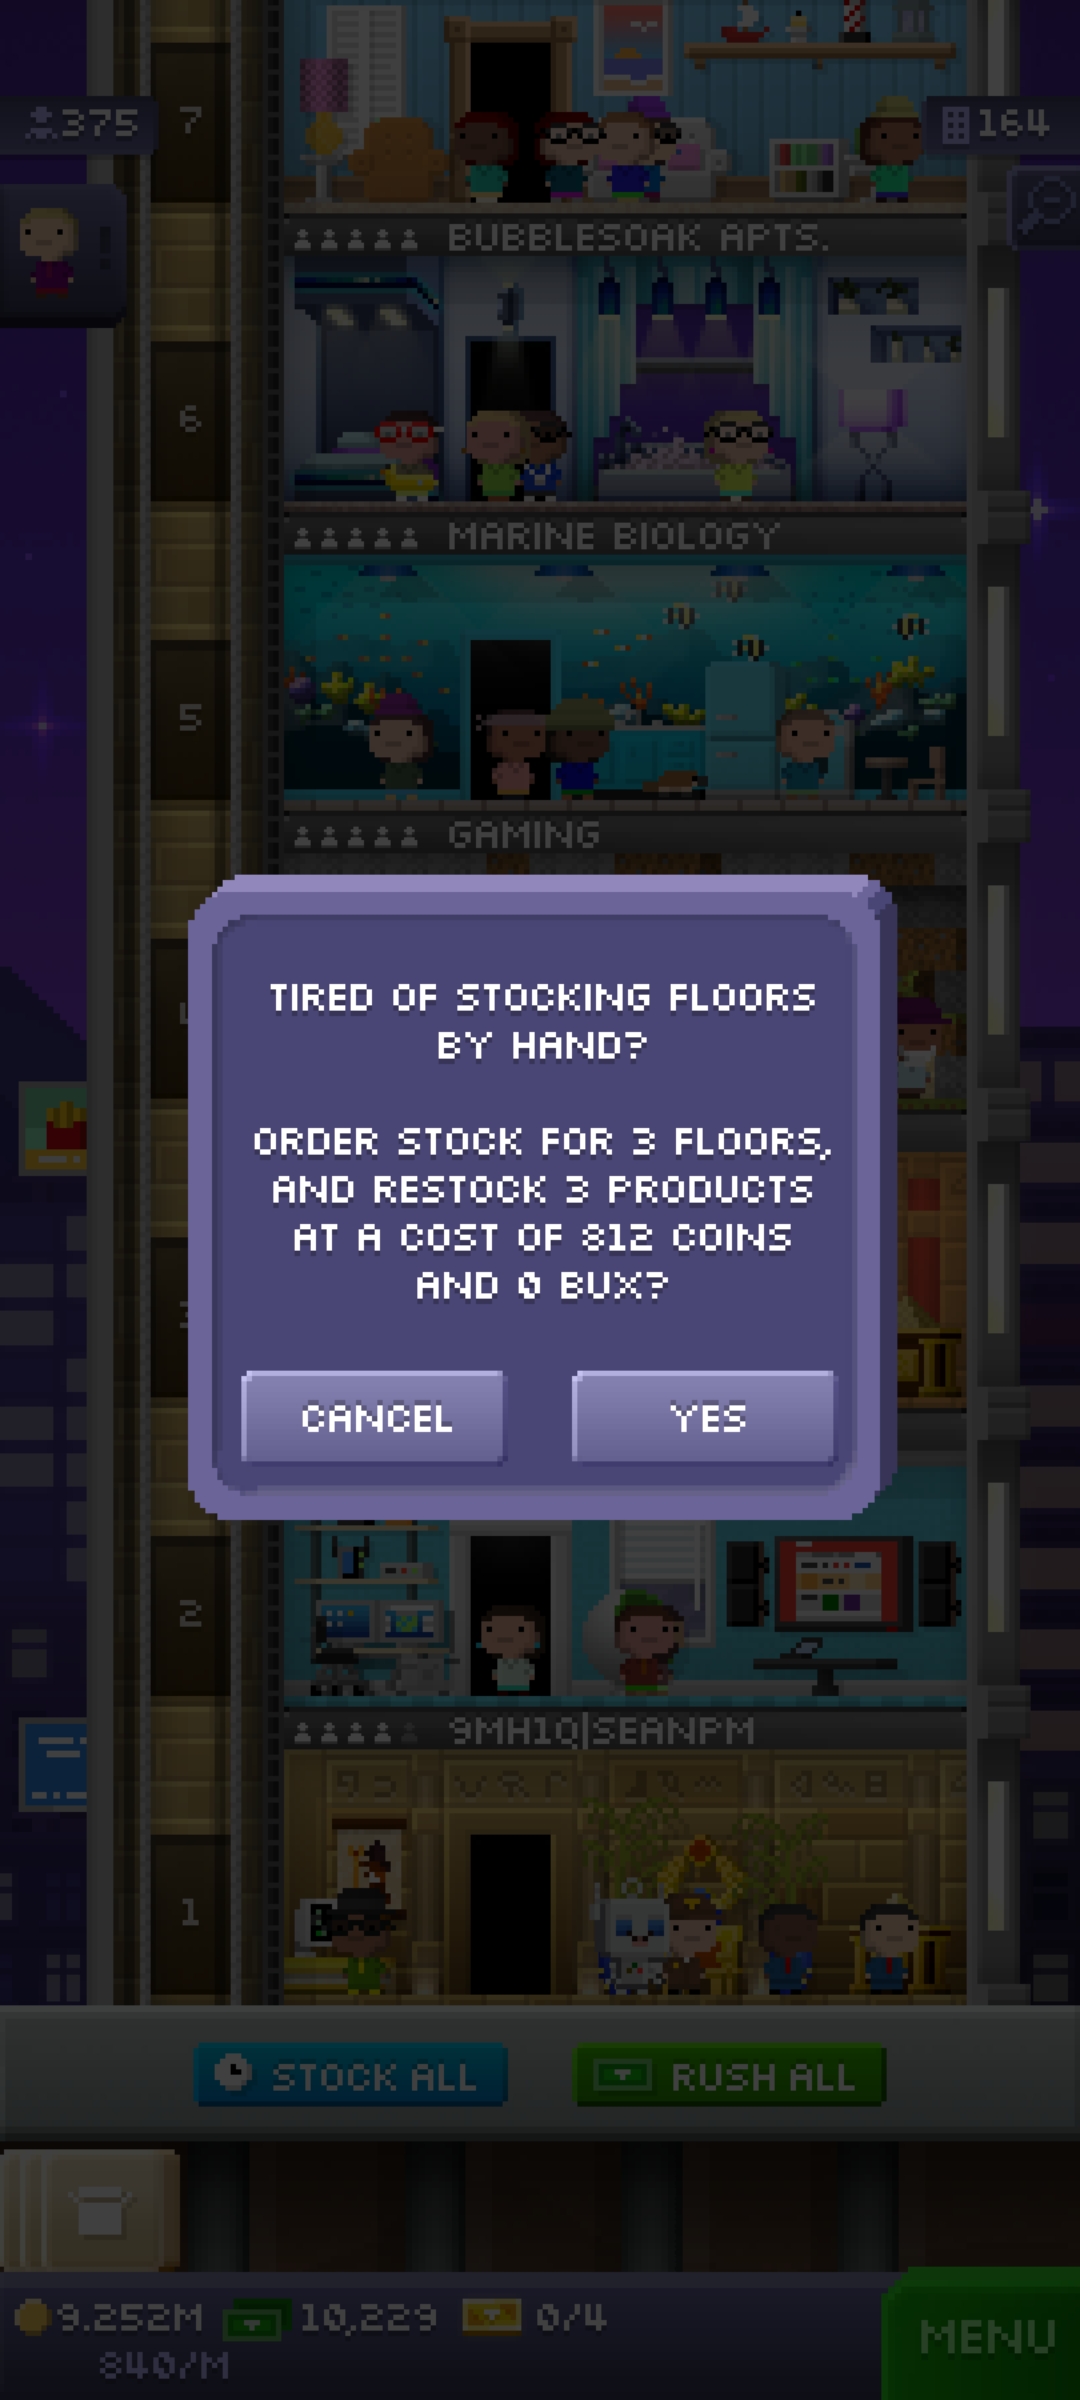 375
7
164
BUBBLESOAK APTS.
6
MARINE BIOLOGY
5
GAMING
TIRED OF STOCKING FLOORS
BY HAND?
ORDER STOCK FOR 3 FLOORS,
AND RESTOCK 3 PRODUCTS
AT A COST OF 812 COINS
AND 0 BUX?
CANCEL
YES
2
9MH1Q|SEANPM
1
STOCK ALL
RUSH ALL
9.252M
10,229
0/4
MENU
840/M